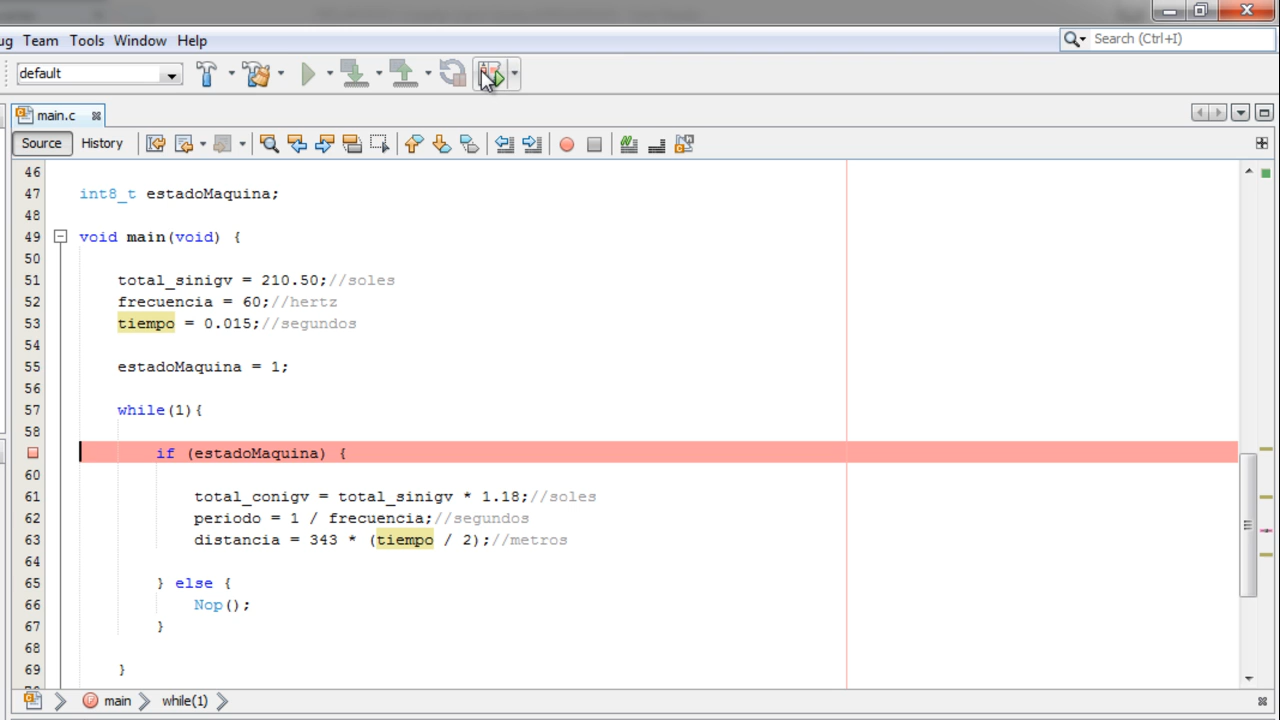 ug Team Tools Window Help
Search (Ctrl+I)
default
main.c
Source History
46
47 int8_t estadoMaquina;
48
49 void main(void) {
50
51 total_sinigv = 210.50;//soles
52 frecuencia = 60;//hertz
53 tiempo = 0.015;//segundos
54
55 estadoMaquina = 1;
56
57 while(1){
58
if (estadoMaquina) {
60
61 total_conigv = total_sinigv * 1.18;//soles
62 periodo = 1 / frecuencia;//segundos
63 distancia = 343 * (tiempo / 2);//metros
64
65 } else {
66 Nop();
67 }
68
69 }
main while(1)